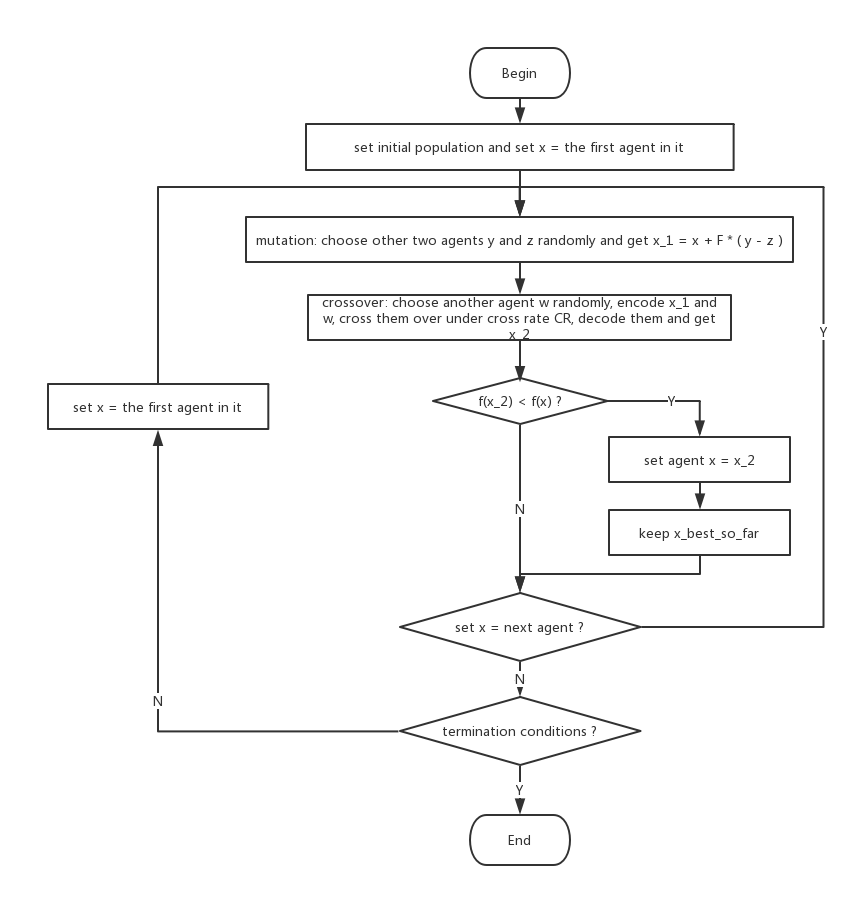 Begin
set initial population and set x = the first agent in it
mutation: choose other two agents y and z randomly and get x_1 = x + F * ( y - z )
crossover: choose another agent w randomly, encode x_1 and
w, cross them over under cross rate CR, decode them and get
x_2
Y
set x = the first agent in it
f(x_2) < f(x) ?
Y
set agent x = x_2
N
keep x_best_so_far
set x = next agent ?
N
N
termination conditions ?
Y
End